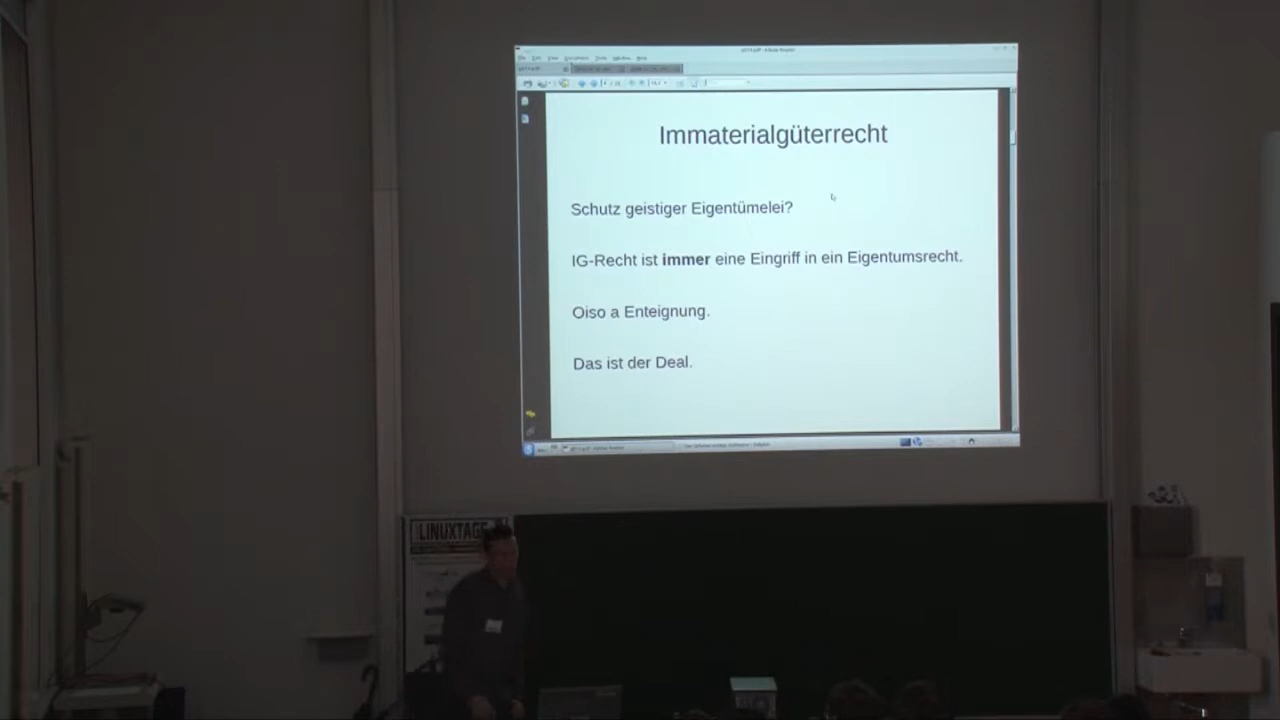 Immaterialgüterrecht
Schutz geistiger Eigentümelei?
IG-Recht ist immer eine Eingriff in ein Eigentumsrecht.
Oiso a Enteignung.
Das ist der Deal.
LINUXTAGE